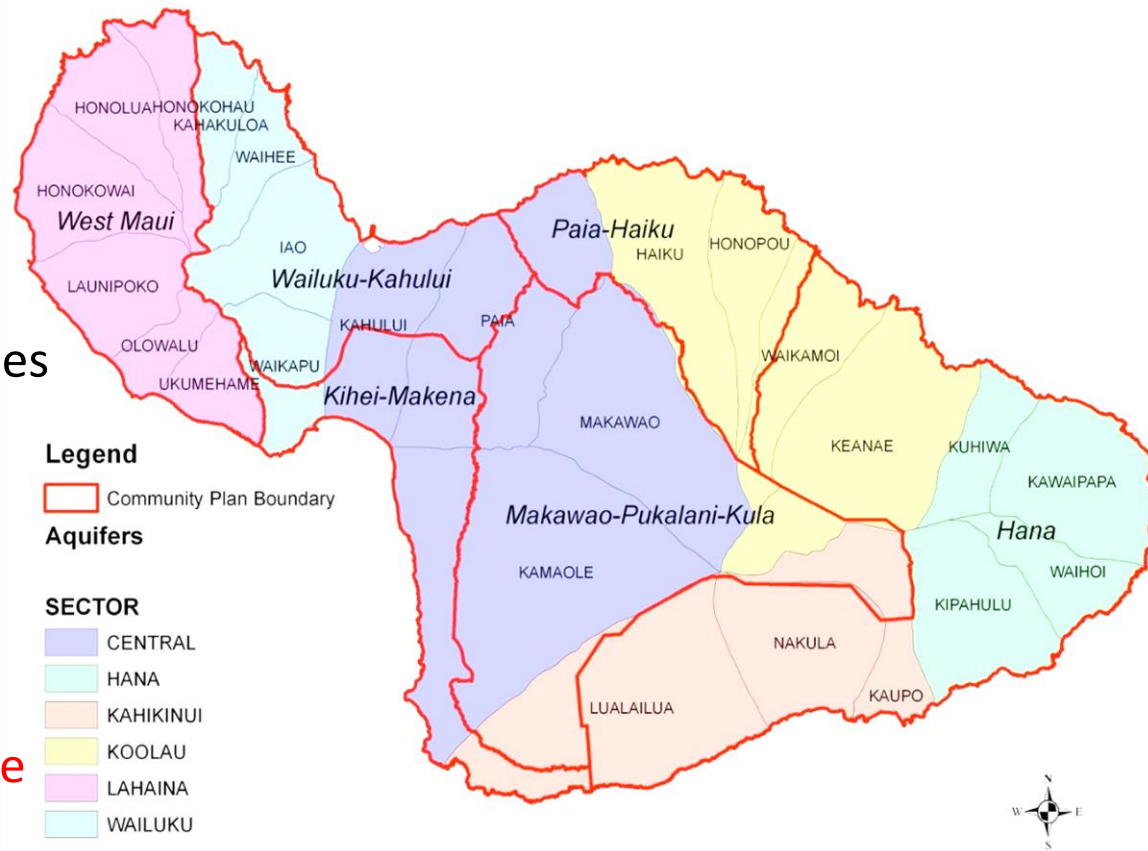 HONOLUA
HONOKOHAU
KAHAKULOA
WAIHEE
HONOKOWAI
West Maui
Paia-Haiku
HONOPOU
HAIKU
IAO
Wailuku-Kahului
LAUNIPOKO
KAHULUI
PAIA
OLOWALU
es
WAIKAPU
WAIKAMOI
UKUMEHAME
Kihei-Makena
MAKAWAO
KEANAE
KUHIWA
KAWAIPAPA
Makawao-Pukalani-Kula
Hana
KAMAOLE
WAIHOI
KIPAHULU
NAKULA
KAUPO
LUALAILUA
Legend
Community Plan Boundary
Aquifers
SECTOR
CENTRAL
HANA
KAHIKINUI
KOOLAU
e
LAHAINA
WAILUKU
N
W E
S